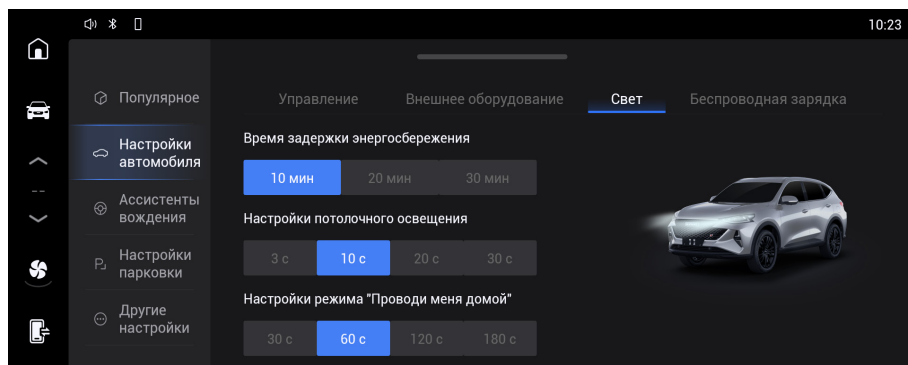 10:23
Популярное
Настройки
автомобиля
Ассистенты
вождения
Настройки
парковки
Другие
настройки
Управление Внешнее оборудование Свет Беспроводная зарядка
Время задержки энергосбережения
10 мин 20 мин 30 мин
Настройки потолочного освещения
3 с 10 с 20 с 30 с
Настройки режима "Проводи меня домой"
30 с 60 с 120 с 180 с
--